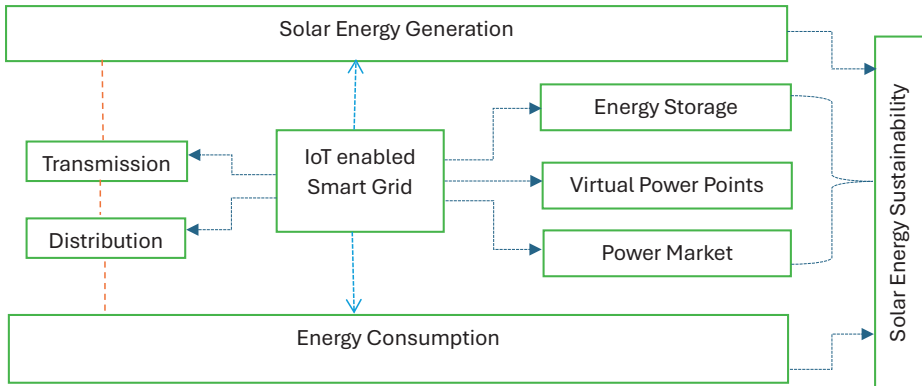 Solar Energy Generation
Energy Storage
Transmission
IoT enabled
Smart Grid
Virtual Power Points
Distribution
Power Market
Energy Consumption
Solar Energy Sustainability